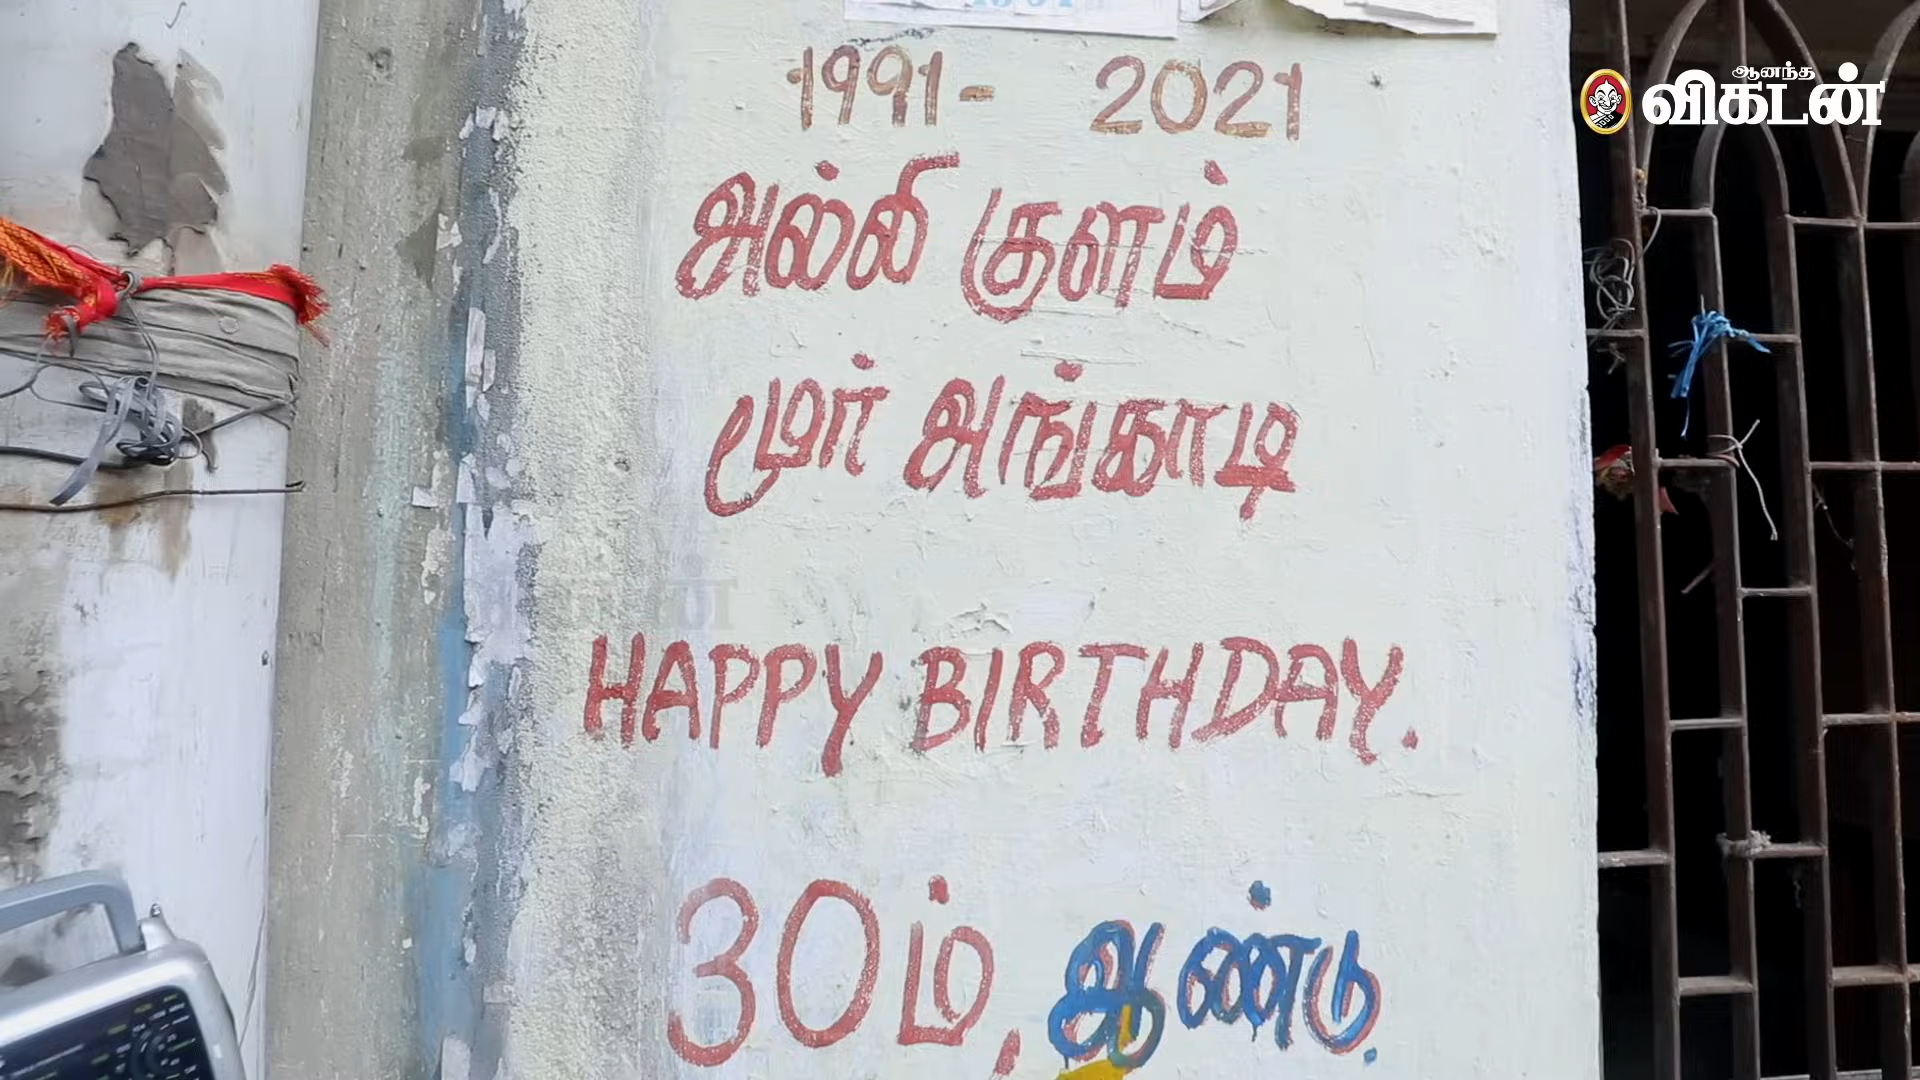 ஆனந்த
விகடன்
1991- 2021
அல்லி குளம்
மூர் அங்காடி
HAPPY BIRTHDAY.
30ம், ஆண்டு.